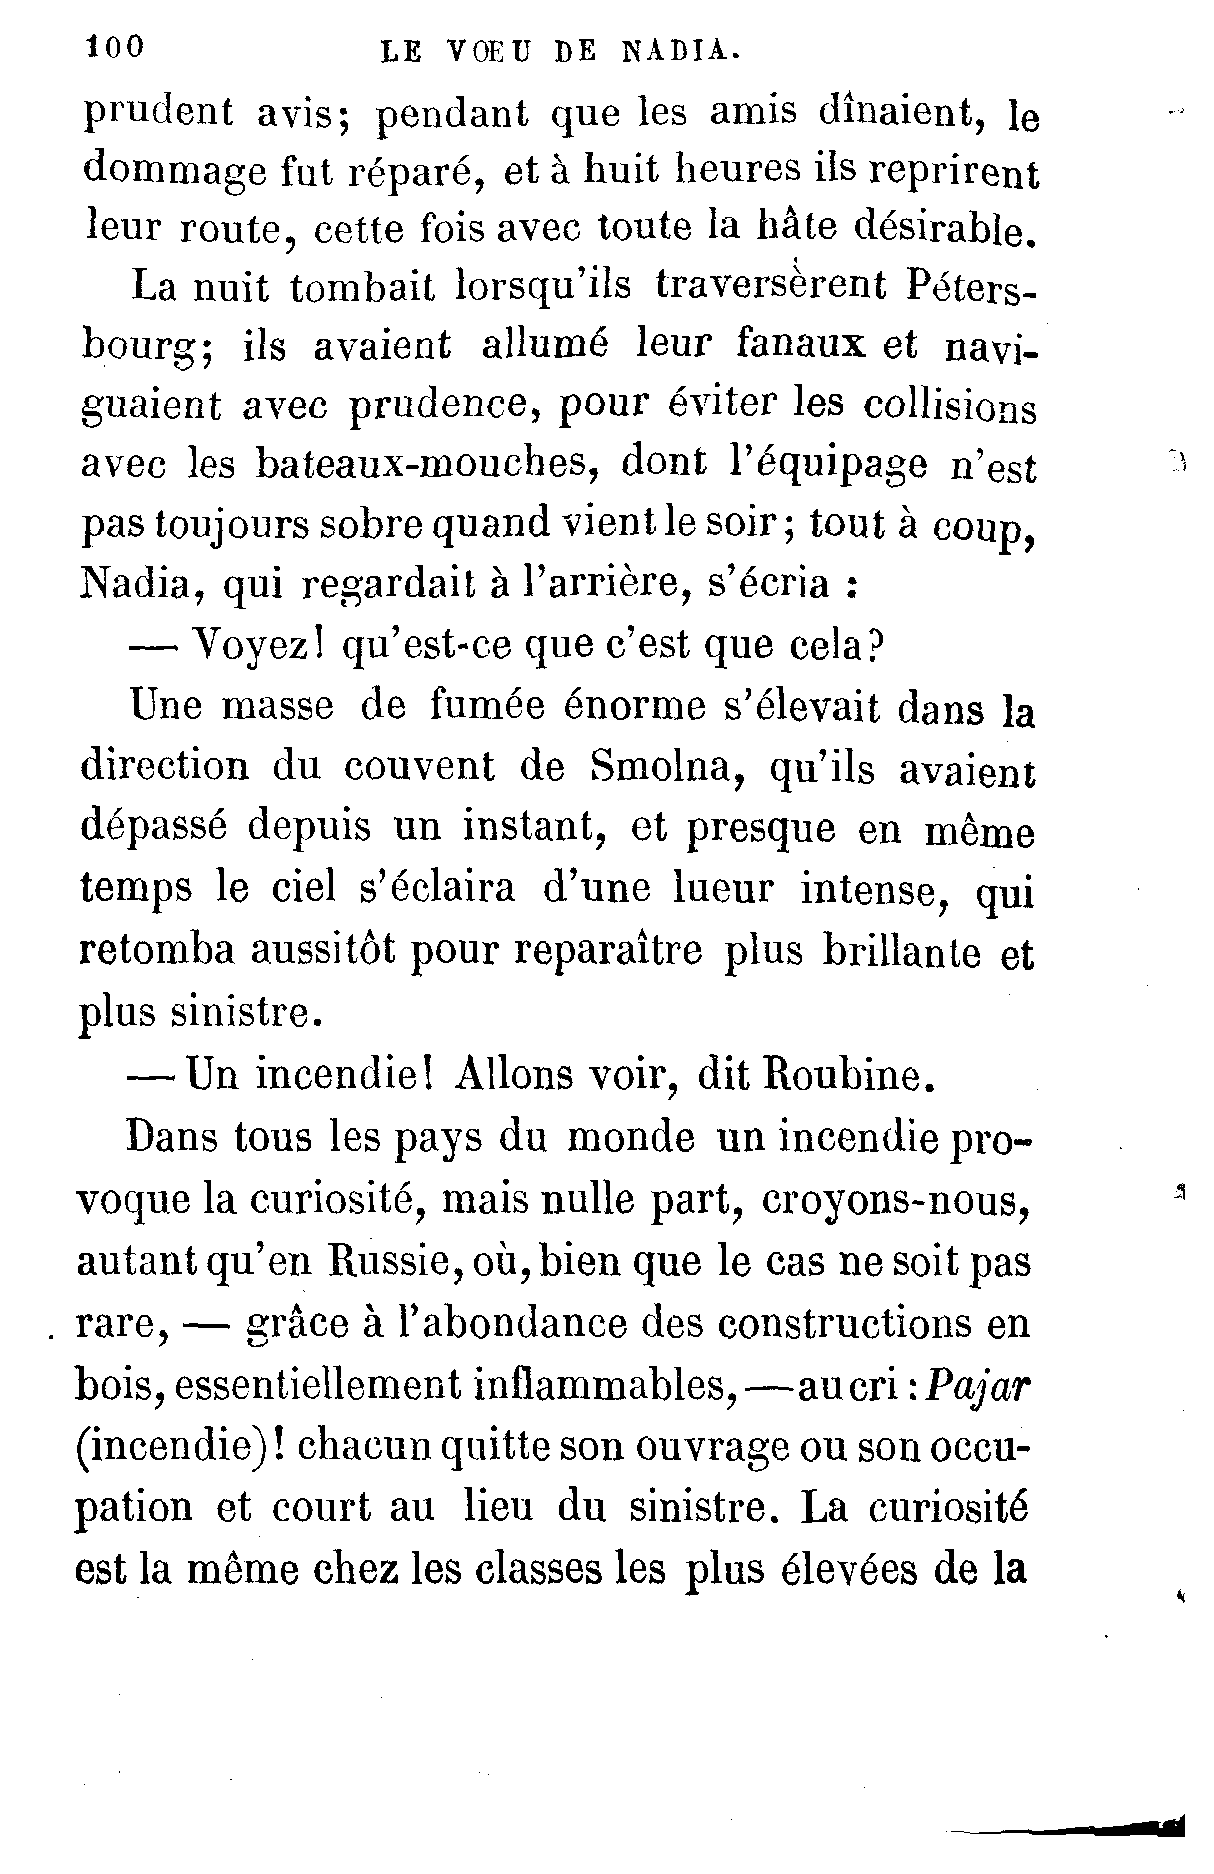 100 LE VŒU DE NADIA.
prudent avis; pendant que les amis dînaient, le
dommage fut réparé, et à huit heures ils reprirent
leur route, cette fois avec toute la hâte désirable.
La nuit tombait lorsqu'ils traversèrent Péters-
bourg; ils avaient allumé leur fanaux et navi-
guaient avec prudence, pour éviter les collisions
avec les bateaux-mouches, dont l'équipage n'est
pas toujours sobre quand vient le soir; tout à coup,
Nadia, qui regardait à l'arrière, s'écria :
— Voyez! qu'est-ce que c'est que cela?
Une masse de fumée énorme s'élevait dans la
direction du couvent de Smolna, qu'ils avaient
dépassé depuis un instant, et presque en même
temps le ciel s'éclaira d'une lueur intense, qui
retomba aussitôt pour reparaître plus brillante et
plus sinistre.
— Un incendie! Allons voir, dit Roubine.
Dans tous les pays du monde un incendie pro-
voque la curiosité, mais nulle part, croyons-nous,
autant qu'en Russie, où, bien que le cas ne soit pas
rare, — grâce à l'abondance des constructions en
bois, essentiellement inflammables, — au cri : Pajar
(incendie)! chacun quitte son ouvrage ou son occu-
pation et court au lieu du sinistre. La curiosité
est la même chez les classes les plus élevées de la